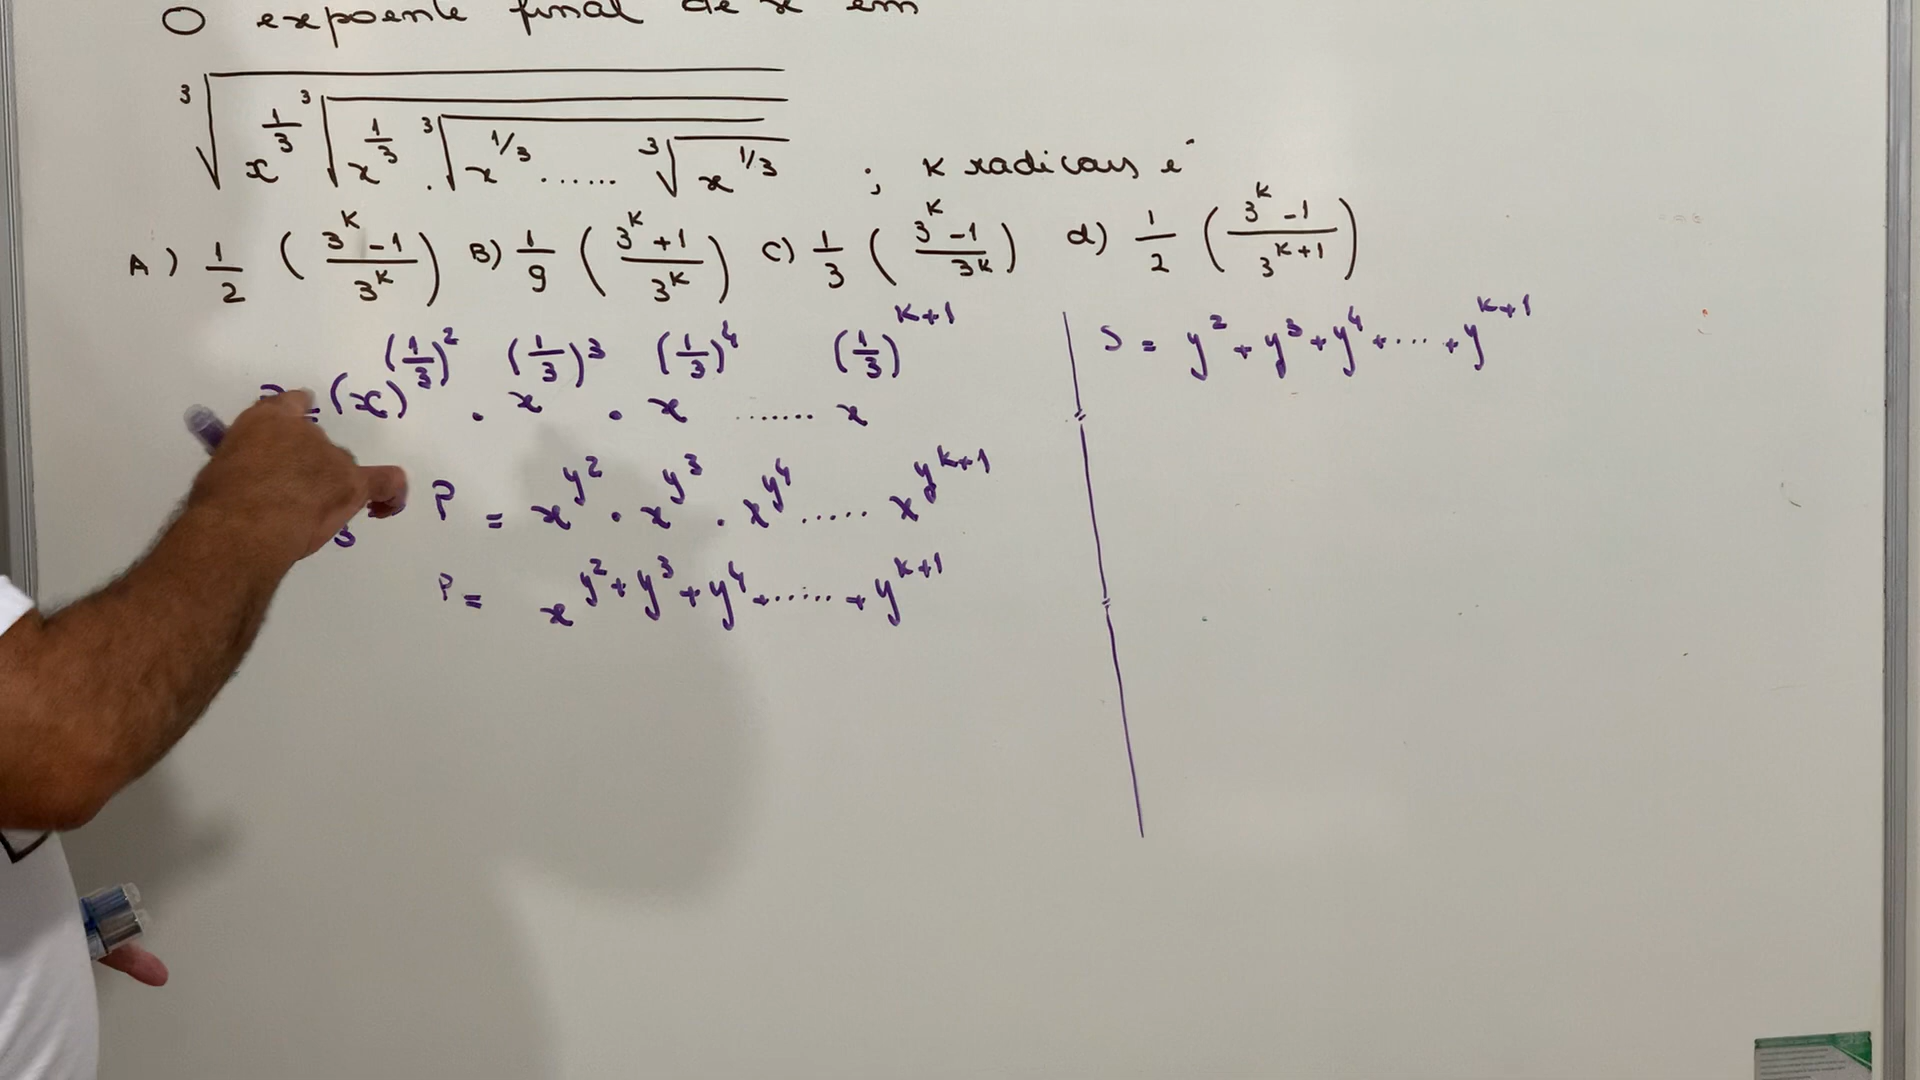 O expoente final de x em
∛(x^(1/3) ∛(x^(1/3) . ∛(x^(1/3) ...... ∛(x^(1/3))))) ; K radicais é
A) 1/2 ((3^K - 1)/3^K) B) 1/9 ((3^K + 1)/3^K) C) 1/3 ((3^K - 1)/3^K) d) 1/2 ((3^K - 1)/3^(K+1))
= (x)^((1/3)^2) . x^((1/3)^3) . x^((1/3)^4) ....... x^((1/3)^(K+1))
P = x^(y^2) . x^(y^3) . x^(y^4) ..... x^(y^(K+1))
3
P = x^(y^2 + y^3 + y^4 + ...... + y^(K+1))
S = y^2 + y^3 + y^4 + .... + y^(K+1)